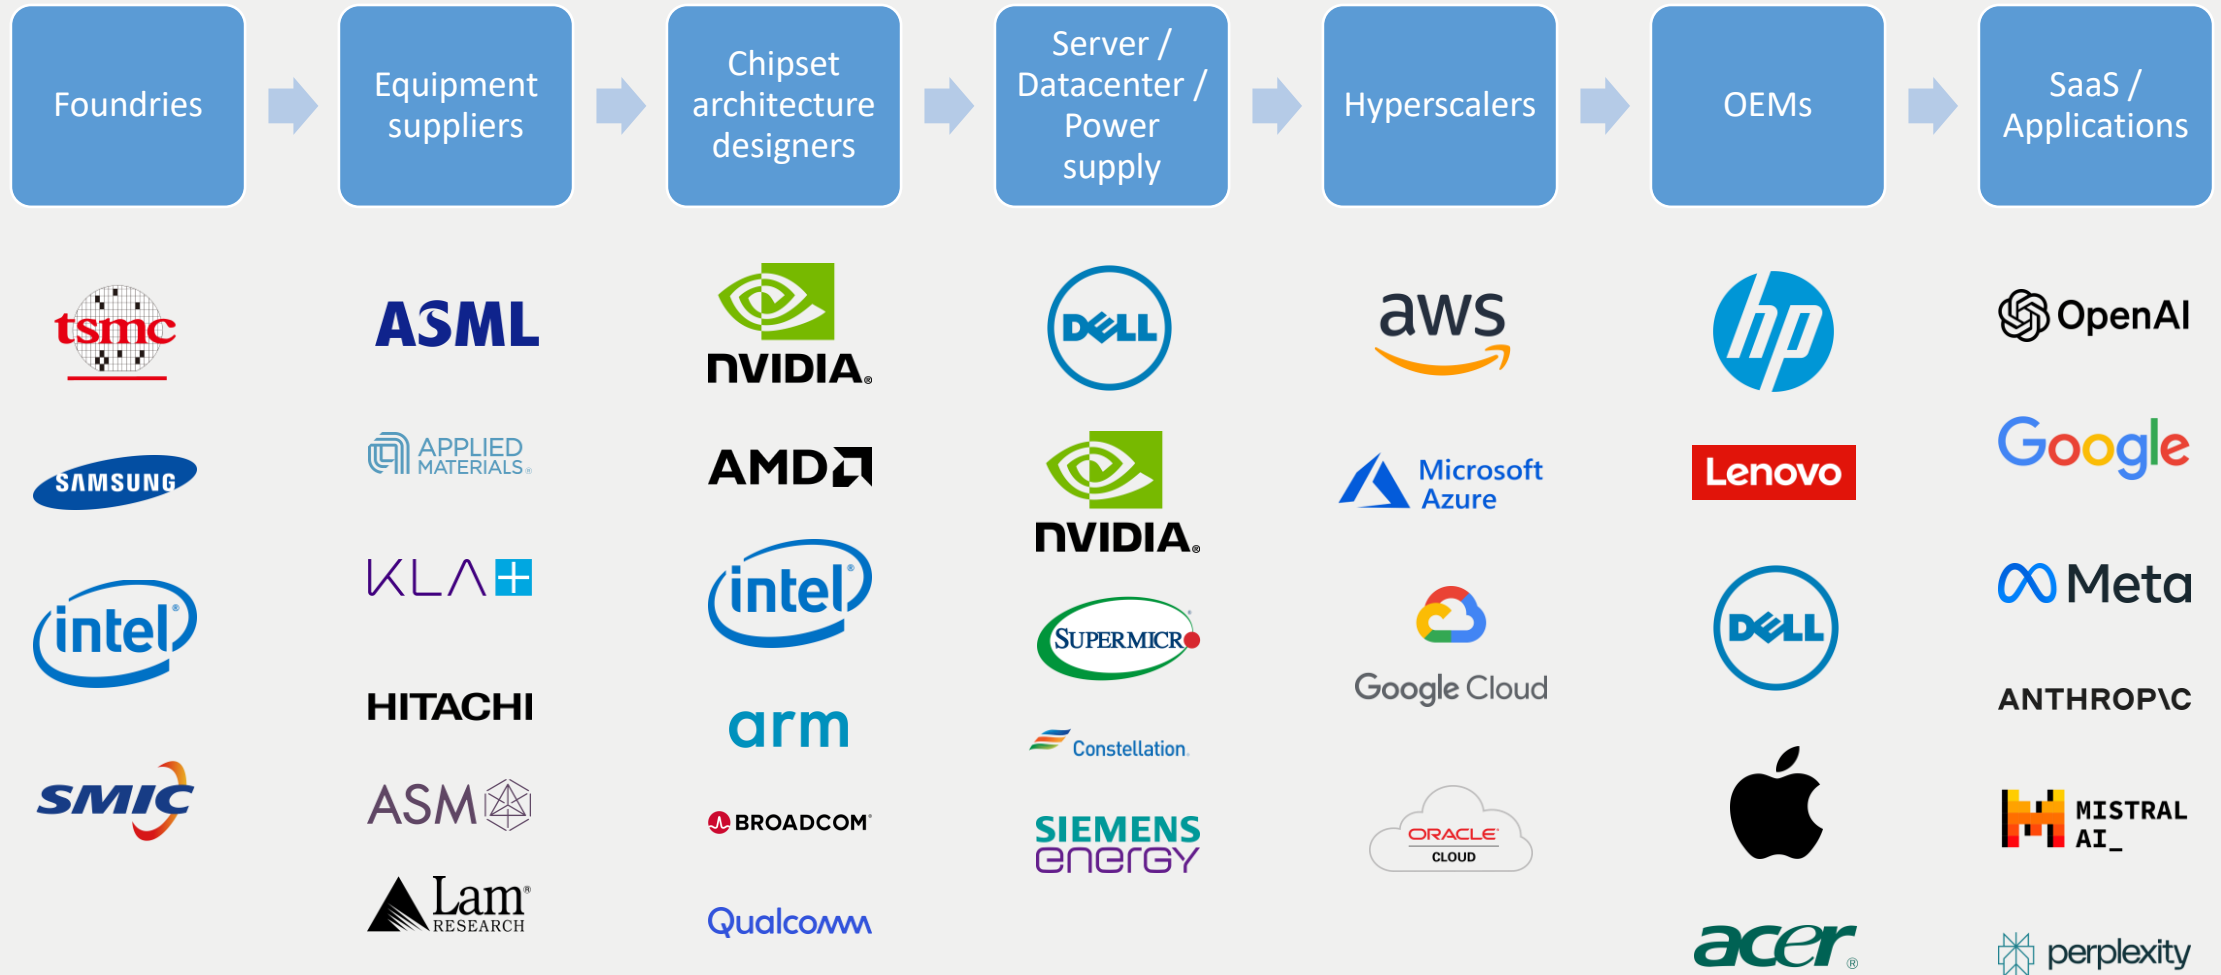 Foundries
Equipment
suppliers
Chipset
architecture
designers
Server /
Datacenter /
Power
supply
Hyperscalers
OEMs
SaaS /
Applications
tsmc
SAMSUNG
intel®
SMIC
ASML
APPLIED
MATERIALS®
KLA+
HITACHI
ASM
Lam®
RESEARCH
NVIDIA®
AMD
intel®
arm
BROADCOM®
Qualcomm
DELL
NVIDIA®
SUPERMICRO®
Constellation
SIEMENS
energy
aws
Microsoft
Azure
Google Cloud
ORACLE®
CLOUD
hp
Lenovo
DELL
acer®
OpenAI
Google
Meta
ANTHROP\C
MISTRAL
AI_
perplexity